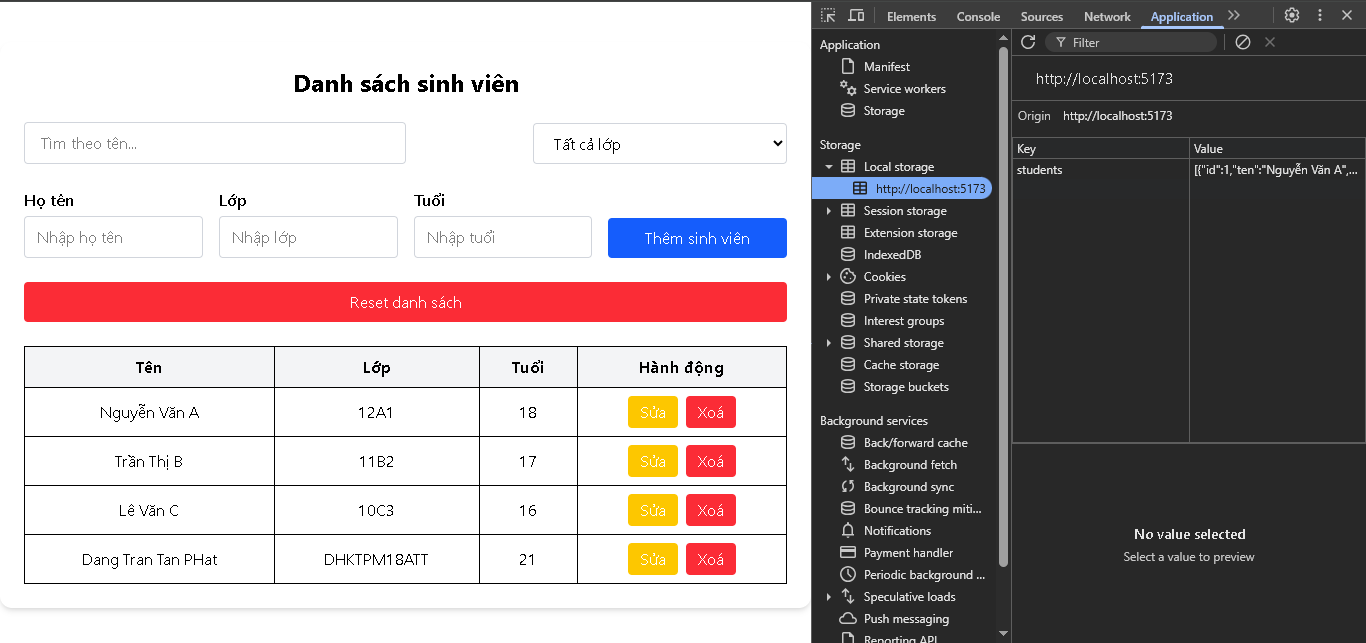 Danh sách sinh viên
Tìm theo tên...
Tất cả lớp
Họ tên
Lớp
Tuổi
Nhập họ tên
Nhập lớp
Nhập tuổi
Thêm sinh viên
Reset danh sách
Tên Lớp Tuổi Hành động
Nguyễn Văn A 12A1 18 Sửa Xoá
Trần Thị B 11B2 17 Sửa Xoá
Lê Văn C 10C3 16 Sửa Xoá
Dang Tran Tan PHat DHKTPM18ATT 21 Sửa Xoá
Elements Console Sources Network Application
Application
Manifest
Service workers
Storage
Storage
Local storage
http://localhost:5173
Session storage
Extension storage
IndexedDB
Cookies
Private state tokens
Interest groups
Shared storage
Cache storage
Storage buckets
Background services
Back/forward cache
Background fetch
Background sync
Bounce tracking miti...
Notifications
Payment handler
Periodic background ...
Speculative loads
Push messaging
Reporting API
Filter
http://localhost:5173
Origin http://localhost:5173
Key Value
students [{"id":1,"ten":"Nguyễn Văn A",...
No value selected
Select a value to preview